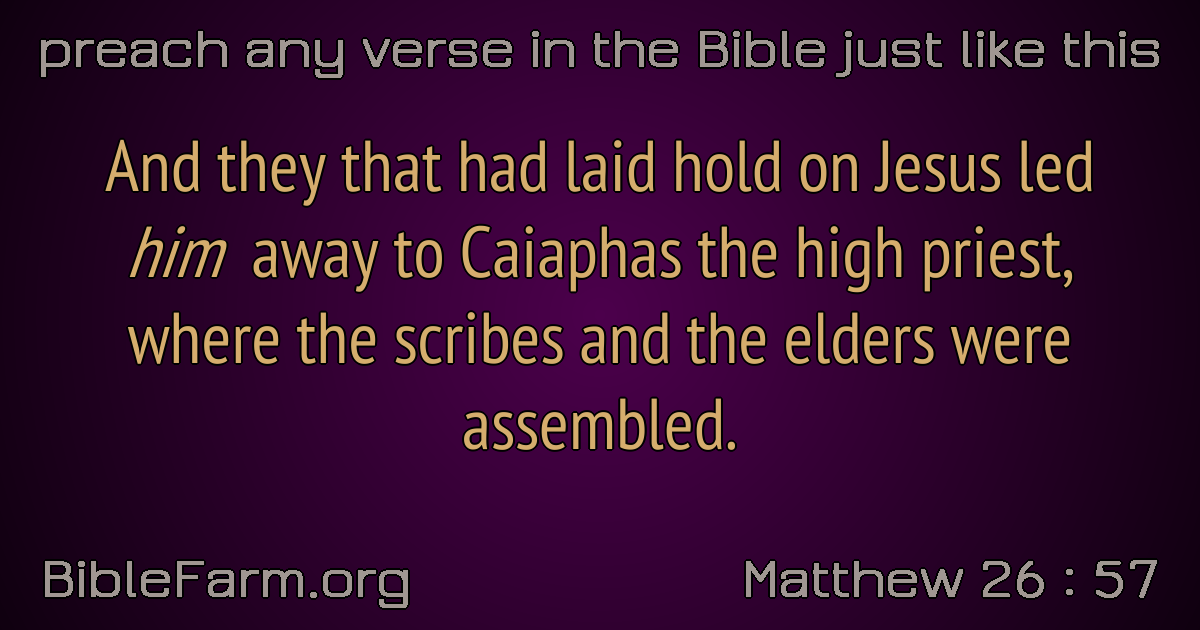 preach any verse in the Bible just like this
And they that had laid hold on Jesus led
him away to Caiaphas the high priest,
where the scribes and the elders were
assembled.
BibleFarm.org
Matthew 26 : 57